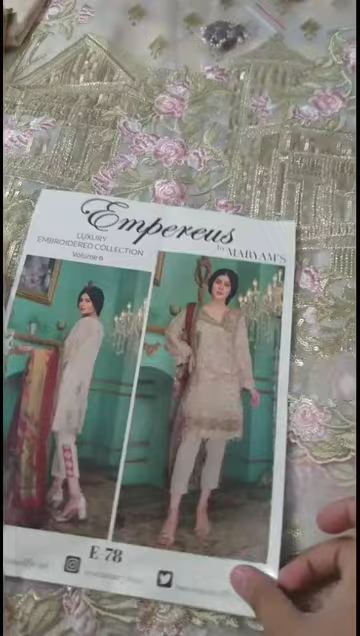 Empereus
by MARYAM'S
LUXURY
EMBROIDERED COLLECTION
Volume 6
E-78